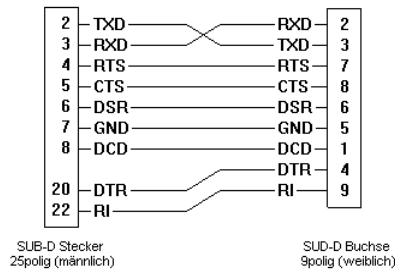 2 TXD RXD 2
3 RXD TXD 3
4 RTS RTS 7
5 CTS CTS 8
6 DSR DSR 6
7 GND GND 5
8 DCD DCD 1
DTR 4
20 DTR RI 9
22 RI
SUB-D Stecker SUD-D Buchse
25polig (männlich) 9polig (weiblich)